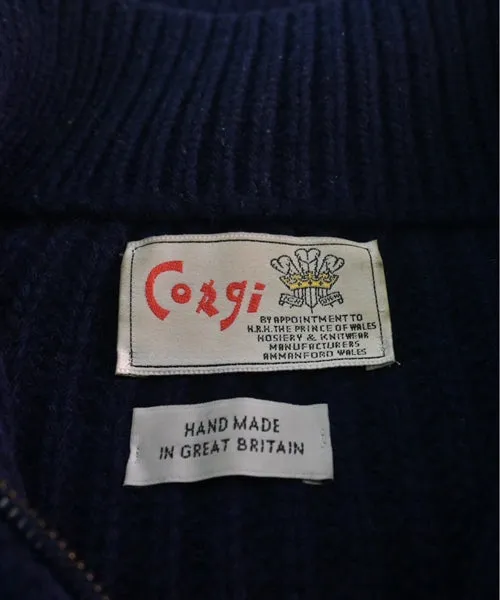 Corgi
BY APPOINTMENT TO
H.R.H. THE PRINCE OF WALES
HOSIERY & KNITWEAR
MANUFACTURERS
AMMANFORD WALES
HAND MADE
IN GREAT BRITAIN